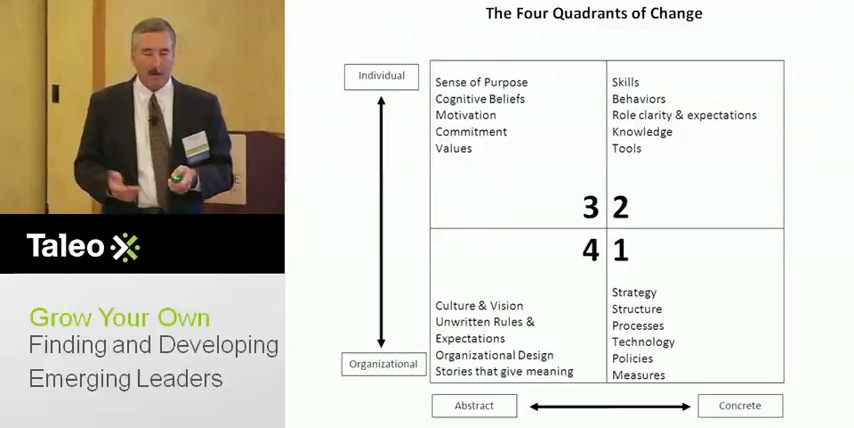 The Four Quadrants of Change
Individual
Sense of Purpose
Cognitive Beliefs
Motivation
Commitment
Values
Skills
Behaviors
Role clarity & expectations
Knowledge
Tools
3 2
4 1
Culture & Vision
Unwritten Rules &
Expectations
Organizational Design
Stories that give meaning
Strategy
Structure
Processes
Technology
Policies
Measures
Organizational
Abstract
Concrete
Taleo
Grow Your Own
Finding and Developing
Emerging Leaders